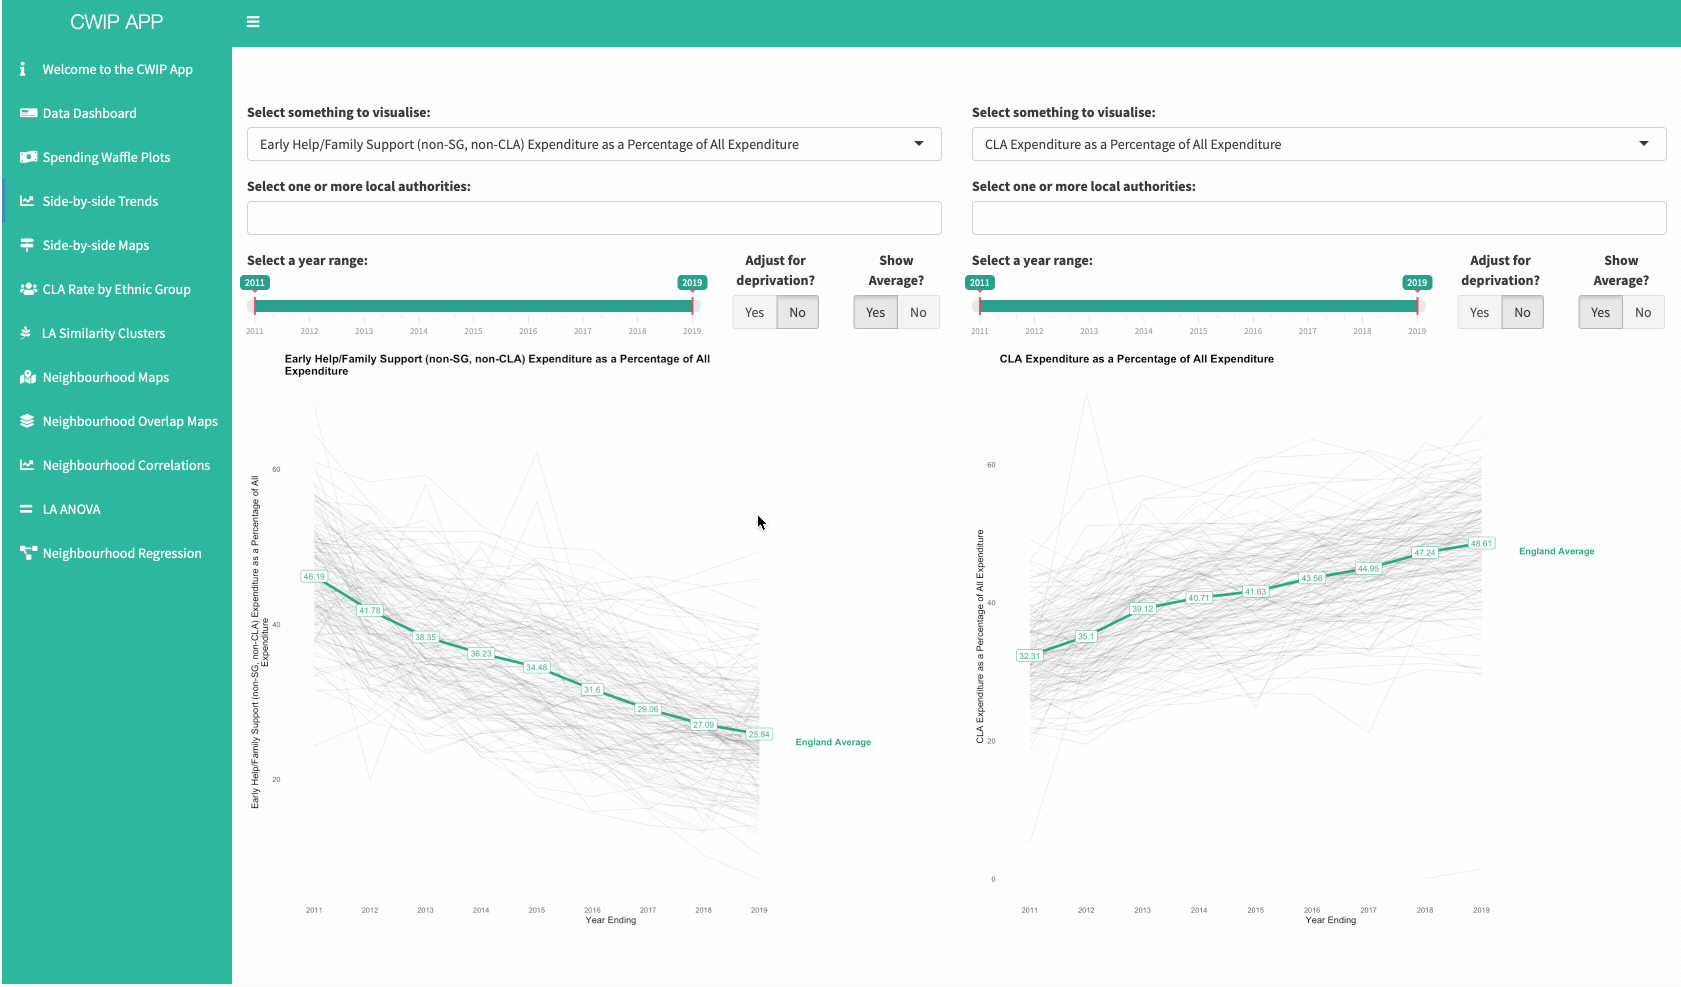 CWIP APP
Welcome to the CWIP App
Data Dashboard
Spending Waffle Plots
Side-by-side Trends
Side-by-side Maps
CLA Rate by Ethnic Group
LA Similarity Clusters
Neighbourhood Maps
Neighbourhood Overlap Maps
Neighbourhood Correlations
LA ANOVA
Neighbourhood Regression
Select something to visualise:
Early Help/Family Support (non-SG, non-CLA) Expenditure as a Percentage of All Expenditure
Select one or more local authorities:
Select a year range:
2011
2019
2011 2012 2013 2014 2015 2016 2017 2018 2019
Adjust for
deprivation?
Yes No
Show
Average?
Yes No
Early Help/Family Support (non-SG, non-CLA) Expenditure as a Percentage of All
Expenditure
Early Help/Family Support (non-SG, non-CLA) Expenditure as a Percentage of All
Expenditure
60
40
20
46.19
41.78
38.35
36.23
34.48
31.6
29.06
27.09
25.84
England Average
2011 2012 2013 2014 2015 2016 2017 2018 2019
Year Ending
Select something to visualise:
CLA Expenditure as a Percentage of All Expenditure
Select one or more local authorities:
Select a year range:
2011
2019
2011 2012 2013 2014 2015 2016 2017 2018 2019
Adjust for
deprivation?
Yes No
Show
Average?
Yes No
CLA Expenditure as a Percentage of All Expenditure
CLA Expenditure as a Percentage of All Expenditure
60
40
20
0
32.31
35.1
39.12
40.71
41.63
43.56
44.95
47.24
48.61
England Average
2011 2012 2013 2014 2015 2016 2017 2018 2019
Year Ending